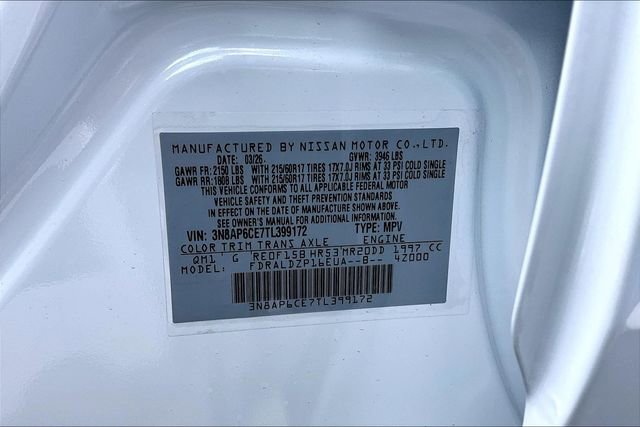 MANUFACTURED BY NISSAN MOTOR CO.,LTD.
DATE: 03/26 GVWR: 3946 LBS
GAWR FR: 2150 LBS WITH 215/60R17 TIRES 17X7.0J RIMS AT 33 PSI COLD SINGLE
GAWR RR: 1808 LBS WITH 215/60R17 TIRES 17X7.0J RIMS AT 33 PSI COLD SINGLE
THIS VEHICLE CONFORMS TO ALL APPLICABLE FEDERAL MOTOR
VEHICLE SAFETY AND THEFT PREVENTION STANDARDS
IN EFFECT ON THE DATE OF MANUFACTURE SHOWN ABOVE.
SEE OWNER'S MANUAL FOR ADDITIONAL INFORMATION.
VIN: 3N8AP6CE7TL399172 TYPE: MPV
COLOR TRIM TRANS AXLE ENGINE
QM1 G RE0F15B HR53 MR20DD 1997 CC
MODEL: FDRALDZP16EUA--B-- 4Z000
3N8AP6CE7TL399172